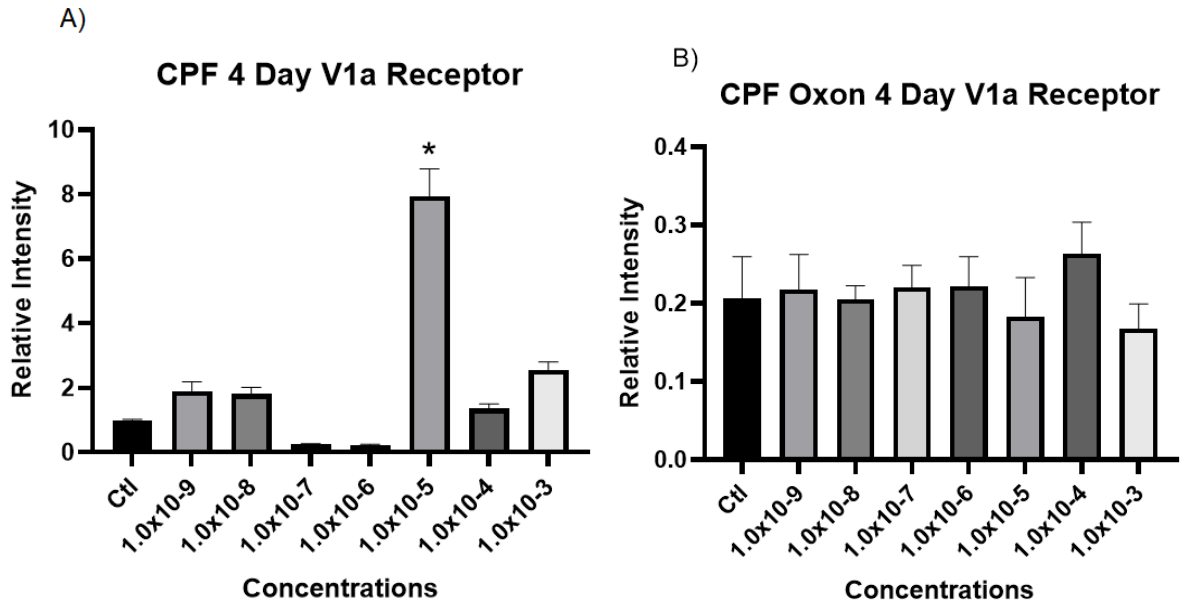 A)
CPF 4 Day V1a Receptor
Relative Intensity
10
8
6
4
2
0
*
Ctl
1.0x10-9
1.0x10-8
1.0x10-7
1.0x10-6
1.0x10-5
1.0x10-4
1.0x10-3
Concentrations
B)
CPF Oxon 4 Day V1a Receptor
Relative Intensity
0.4
0.3
0.2
0.1
0.0
Ctl
1.0x10-9
1.0x10-8
1.0x10-7
1.0x10-6
1.0x10-5
1.0x10-4
1.0x10-3
Concentrations